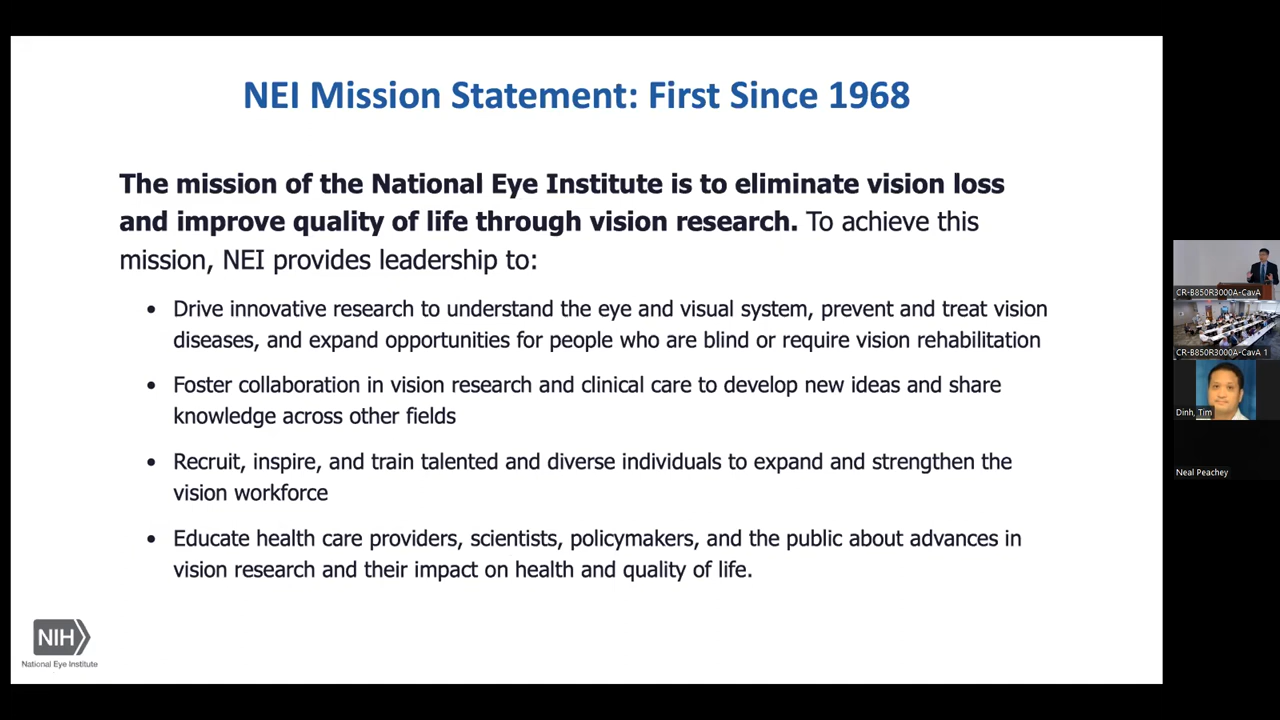 NEI Mission Statement: First Since 1968
The mission of the National Eye Institute is to eliminate vision loss
and improve quality of life through vision research. To achieve this
mission, NEI provides leadership to:
• Drive innovative research to understand the eye and visual system, prevent and treat vision
diseases, and expand opportunities for people who are blind or require vision rehabilitation
• Foster collaboration in vision research and clinical care to develop new ideas and share
knowledge across other fields
• Recruit, inspire, and train talented and diverse individuals to expand and strengthen the
vision workforce
• Educate health care providers, scientists, policymakers, and the public about advances in
vision research and their impact on health and quality of life.
NIH
National Eye Institute
CR-B850R3000A-CavA
CR-B850R3000A-CavA 1
Dinh, Tim
Neal Peachey